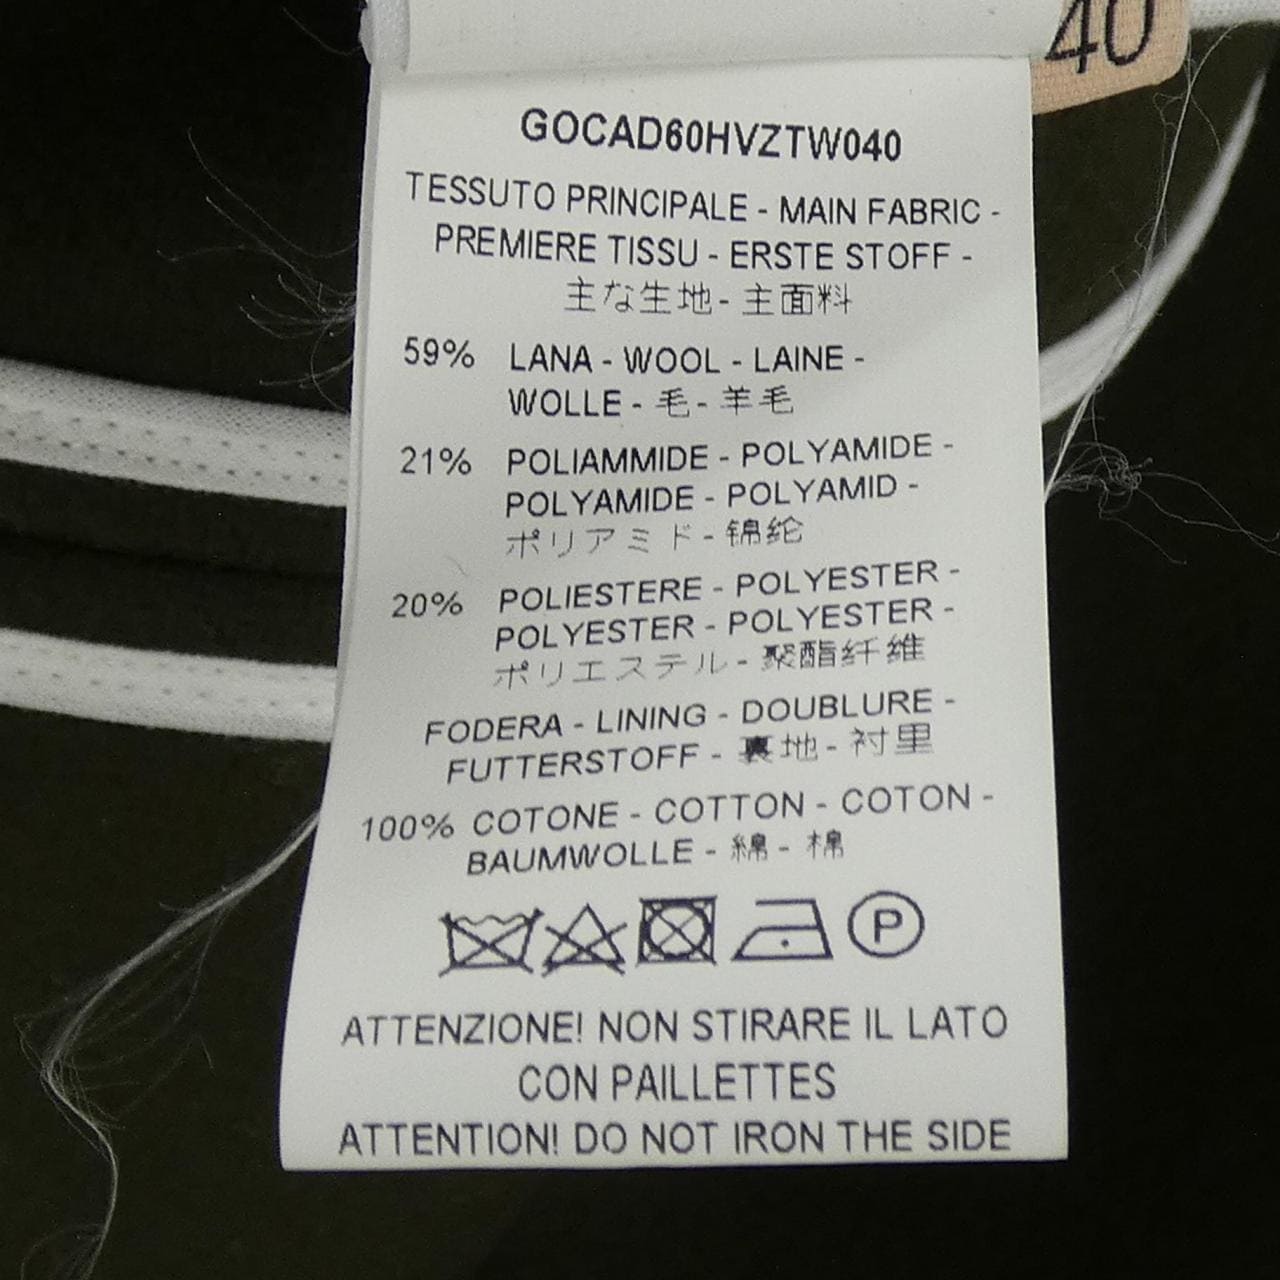 40
GOCAD60HVZTW040
TESSUTO PRINCIPALE - MAIN FABRIC -
PREMIERE TISSU - ERSTE STOFF -
主な生地 - 主面料
59% LANA - WOOL - LAINE -
WOLLE - 毛 - 羊毛
21% POLIAMMIDE - POLYAMIDE -
POLYAMIDE - POLYAMID -
ポリアミド - 锦纶
20% POLIESTERE - POLYESTER -
POLYESTER - POLYESTER -
ポリエステル - 聚酯纤维
FODERA - LINING - DOUBLURE -
FUTTERSTOFF - 裏地 - 衬里
100% COTONE - COTTON - COTON -
BAUMWOLLE - 綿 - 棉
P
ATTENZIONE! NON STIRARE IL LATO
CON PAILLETTES
ATTENTION! DO NOT IRON THE SIDE